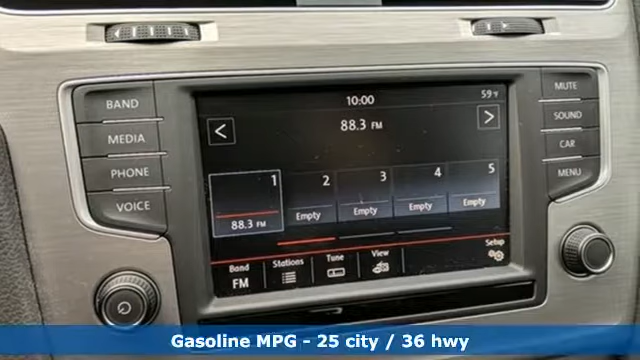 BAND
MEDIA
PHONE
VOICE
10:00
59°F
<
88.3 FM
>
1
88.3 FM
2
Empty
3
Empty
4
Empty
5
Empty
Band
FM
Stations
Tune
View
Setup
MUTE
SOUND
CAR
MENU
Gasoline MPG - 25 city / 36 hwy